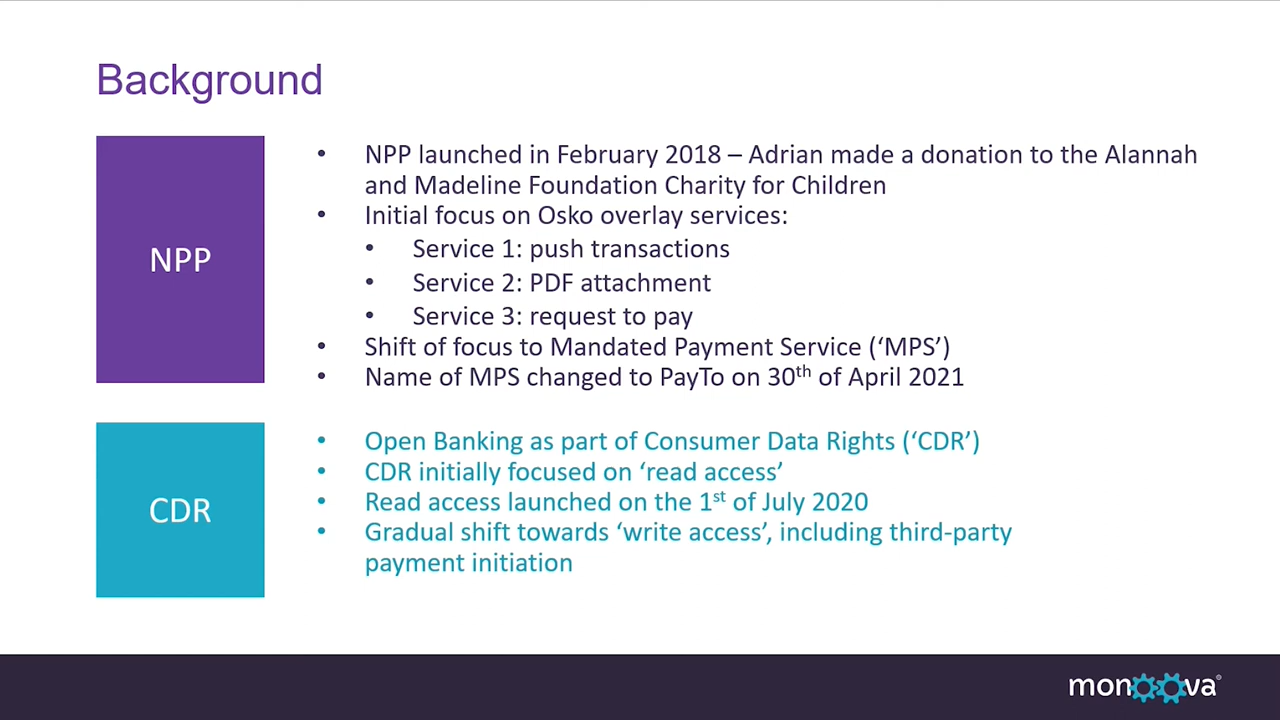 Background
NPP
• NPP launched in February 2018 – Adrian made a donation to the Alannah
and Madeline Foundation Charity for Children
• Initial focus on Osko overlay services:
• Service 1: push transactions
• Service 2: PDF attachment
• Service 3: request to pay
• Shift of focus to Mandated Payment Service (‘MPS’)
• Name of MPS changed to PayTo on 30th of April 2021
CDR
• Open Banking as part of Consumer Data Rights (‘CDR’)
• CDR initially focused on ‘read access’
• Read access launched on the 1st of July 2020
• Gradual shift towards ‘write access’, including third-party
payment initiation
monoova®